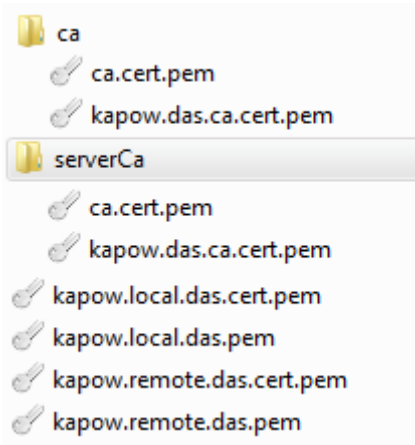 ca
ca.cert.pem
kapow.das.ca.cert.pem
serverCa
ca.cert.pem
kapow.das.ca.cert.pem
kapow.local.das.cert.pem
kapow.local.das.pem
kapow.remote.das.cert.pem
kapow.remote.das.pem